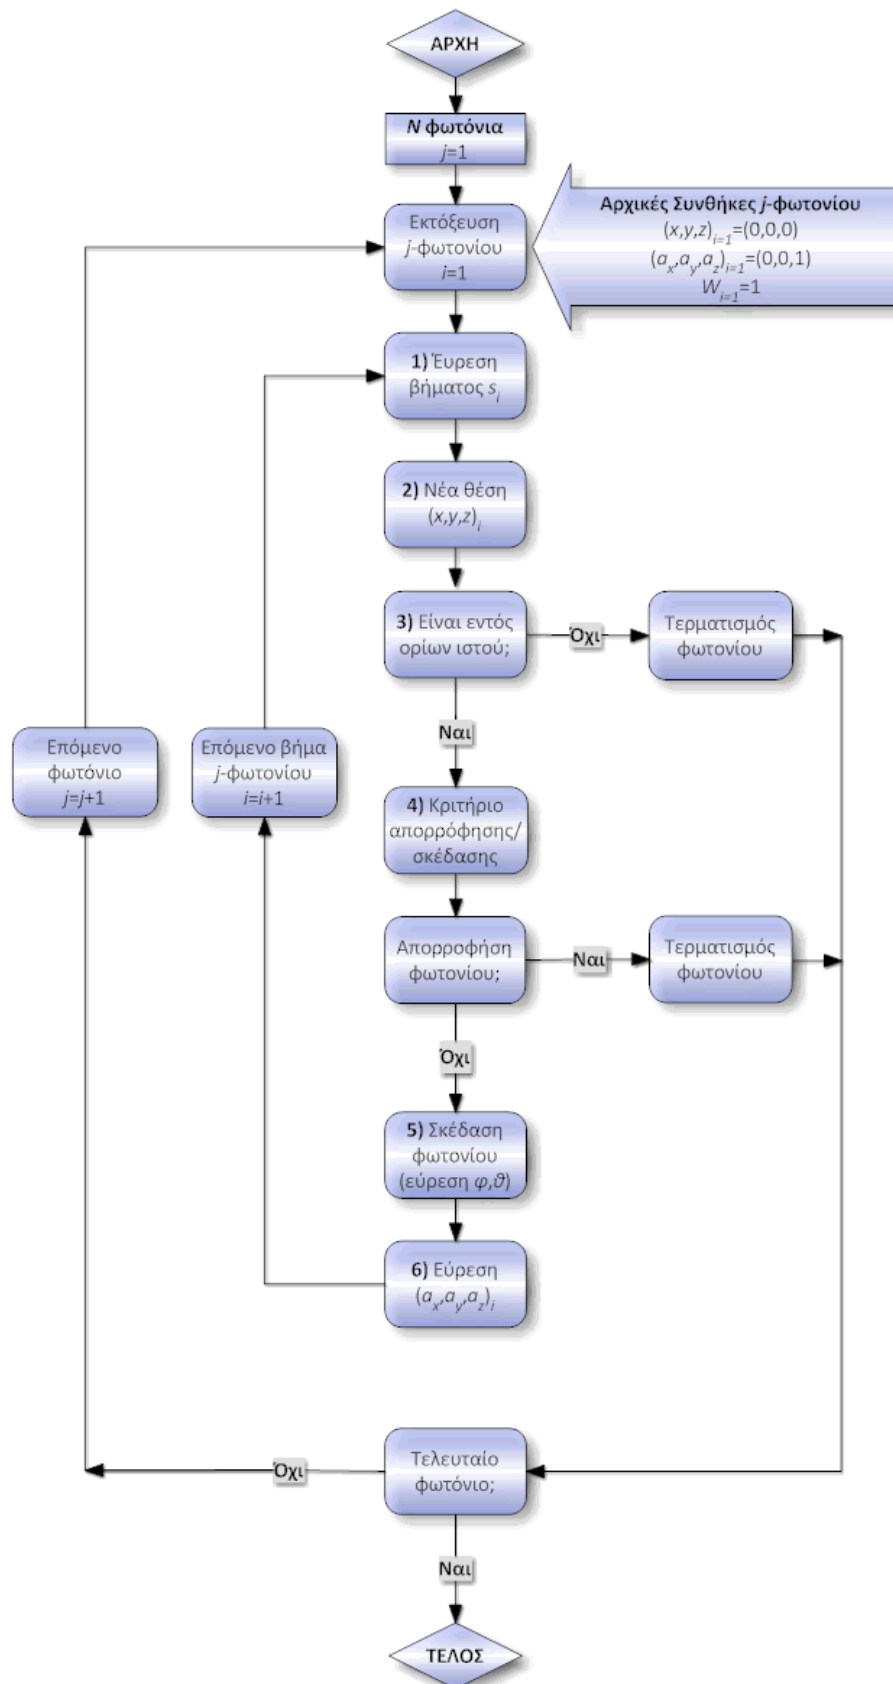 ΑΡΧΗ
N φωτόνια
j=1
Εκτόξευση
j-φωτονίου
i=1
Αρχικές Συνθήκες j-φωτονίου
(x,y,z)i=1=(0,0,0)
(ax,ay,az)i=1=(0,0,1)
Wi=1=1
1) Έυρεση
βήματος si
2) Νέα θέση
(x,y,z)i
3) Είναι εντός
ορίων ιστού;
Όχι
Τερματισμός
φωτονίου
Ναι
Επόμενο
φωτόνιο
j=j+1
Επόμενο βήμα
j-φωτονίου
i=i+1
4) Κριτήριο
απορρόφησης/
σκέδασης
Απορροφήση
φωτονίου;
Ναι
Τερματισμός
φωτονίου
Όχι
5) Σκέδαση
φωτονίου
(εύρεση φ,ϑ)
6) Εύρεση
(ax,ay,az)i
Τελευταίο
φωτόνιο;
Όχι
Ναι
ΤΕΛΟΣ